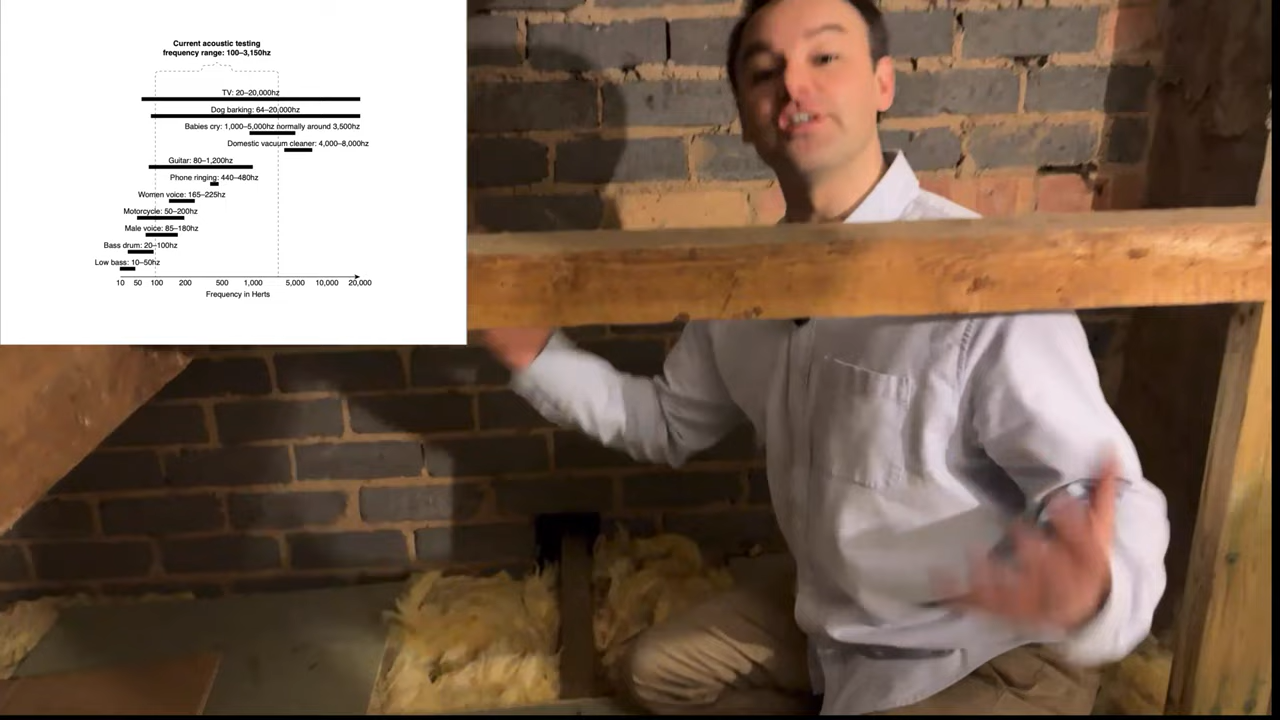 Current acoustic testing
frequency range: 100–3,150hz
TV: 20–20,000hz
Dog barking: 64–20,000hz
Babies cry: 1,000–5,000hz normally around 3,500hz
Domestic vacuum cleaner: 4,000–8,000hz
Guitar: 80–1,200hz
Phone ringing: 440–480hz
Women voice: 165–225hz
Motorcycle: 50–200hz
Male voice: 85–180hz
Bass drum: 20–100hz
Low bass: 10–50hz
10 50 100 200 500 1,000 5,000 10,000 20,000
Frequency in Herts